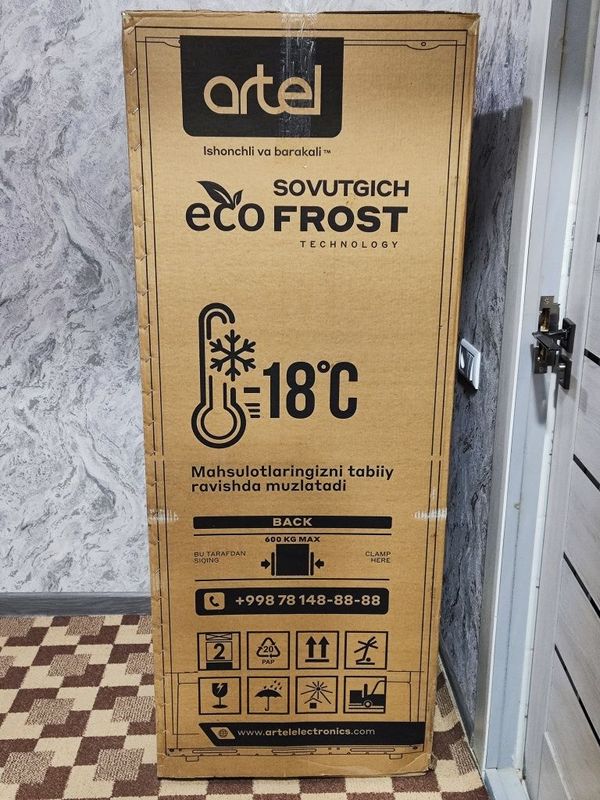 artel
Ishonchli va barakali™
SOVUTGICH
eco FROST
TECHNOLOGY
-18°C
Mahsulotlaringizni tabiiy
ravishda muzlatadi
BACK
600 KG MAX
BU TARAFDAN
SIQING
CLAMP
HERE
+998 78 148-88-88
2
20
PAP
www.artelelectronics.com